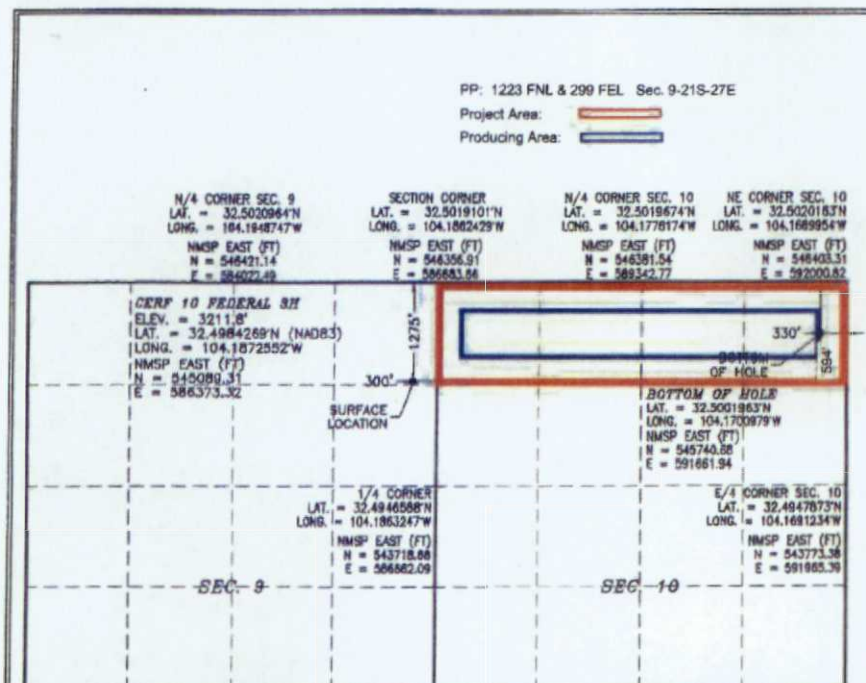 PP: 1223 FNL & 299 FEL Sec. 9-21S-27E
Project Area:
Producing Area:
N/4 CORNER SEC. 9
LAT. = 32.5020964'N
LONG. = 104.1948747'W
NMSP EAST (FT)
N = 546421.14
E = 584022.49
SECTION CORNER
LAT. = 32.5019101'N
LONG. = 104.1862429'W
NMSP EAST (FT)
N = 546356.91
E = 586683.66
N/4 CORNER SEC. 10
LAT. = 32.5019674'N
LONG. = 104.1776174'W
NMSP EAST (FT)
N = 546381.54
E = 589342.77
NE CORNER SEC. 10
LAT. = 32.5020183'N
LONG. = 104.1689954'W
NMSP EAST (FT)
N = 546403.31
E = 592000.82
CERF 10 FEDERAL 3H
ELEV. = 3211.8'
LAT. = 32.4984269'N (NAD83)
LONG. = 104.1872552'W
NMSP EAST (FT)
N = 545089.31
E = 586373.32
1275'
300'
SURFACE
LOCATION
330'
664'
BOTTOM
OF HOLE
BOTTOM OF HOLE
LAT. = 32.5001963'N
LONG. = 104.1700979'W
NMSP EAST (FT)
N = 545740.68
E = 591661.94
1/4 CORNER
LAT. = 32.4946588'N
LONG. = 104.1863247'W
NMSP EAST (FT)
N = 543718.88
E = 586662.09
E/4 CORNER SEC. 10
LAT. = 32.4947873'N
LONG. = 104.1691234'W
NMSP EAST (FT)
N = 543773.38
E = 591965.39
SEC. 9
SEC. 10